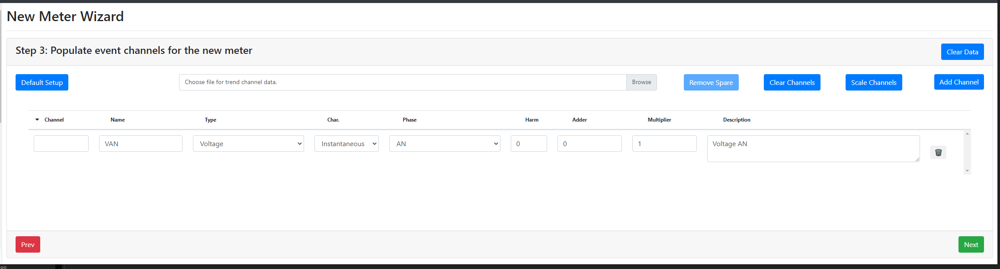 New Meter Wizard
Step 3: Populate event channels for the new meter
Clear Data
Default Setup
Choose file for trend channel data.
Browse
Remove Spare
Clear Channels
Scale Channels
Add Channel
Channel
Name
Type
Char.
Phase
Harm
Adder
Multiplier
Description
VAN
Voltage
Instantaneous
AN
0
0
1
Voltage AN
Prev
Next